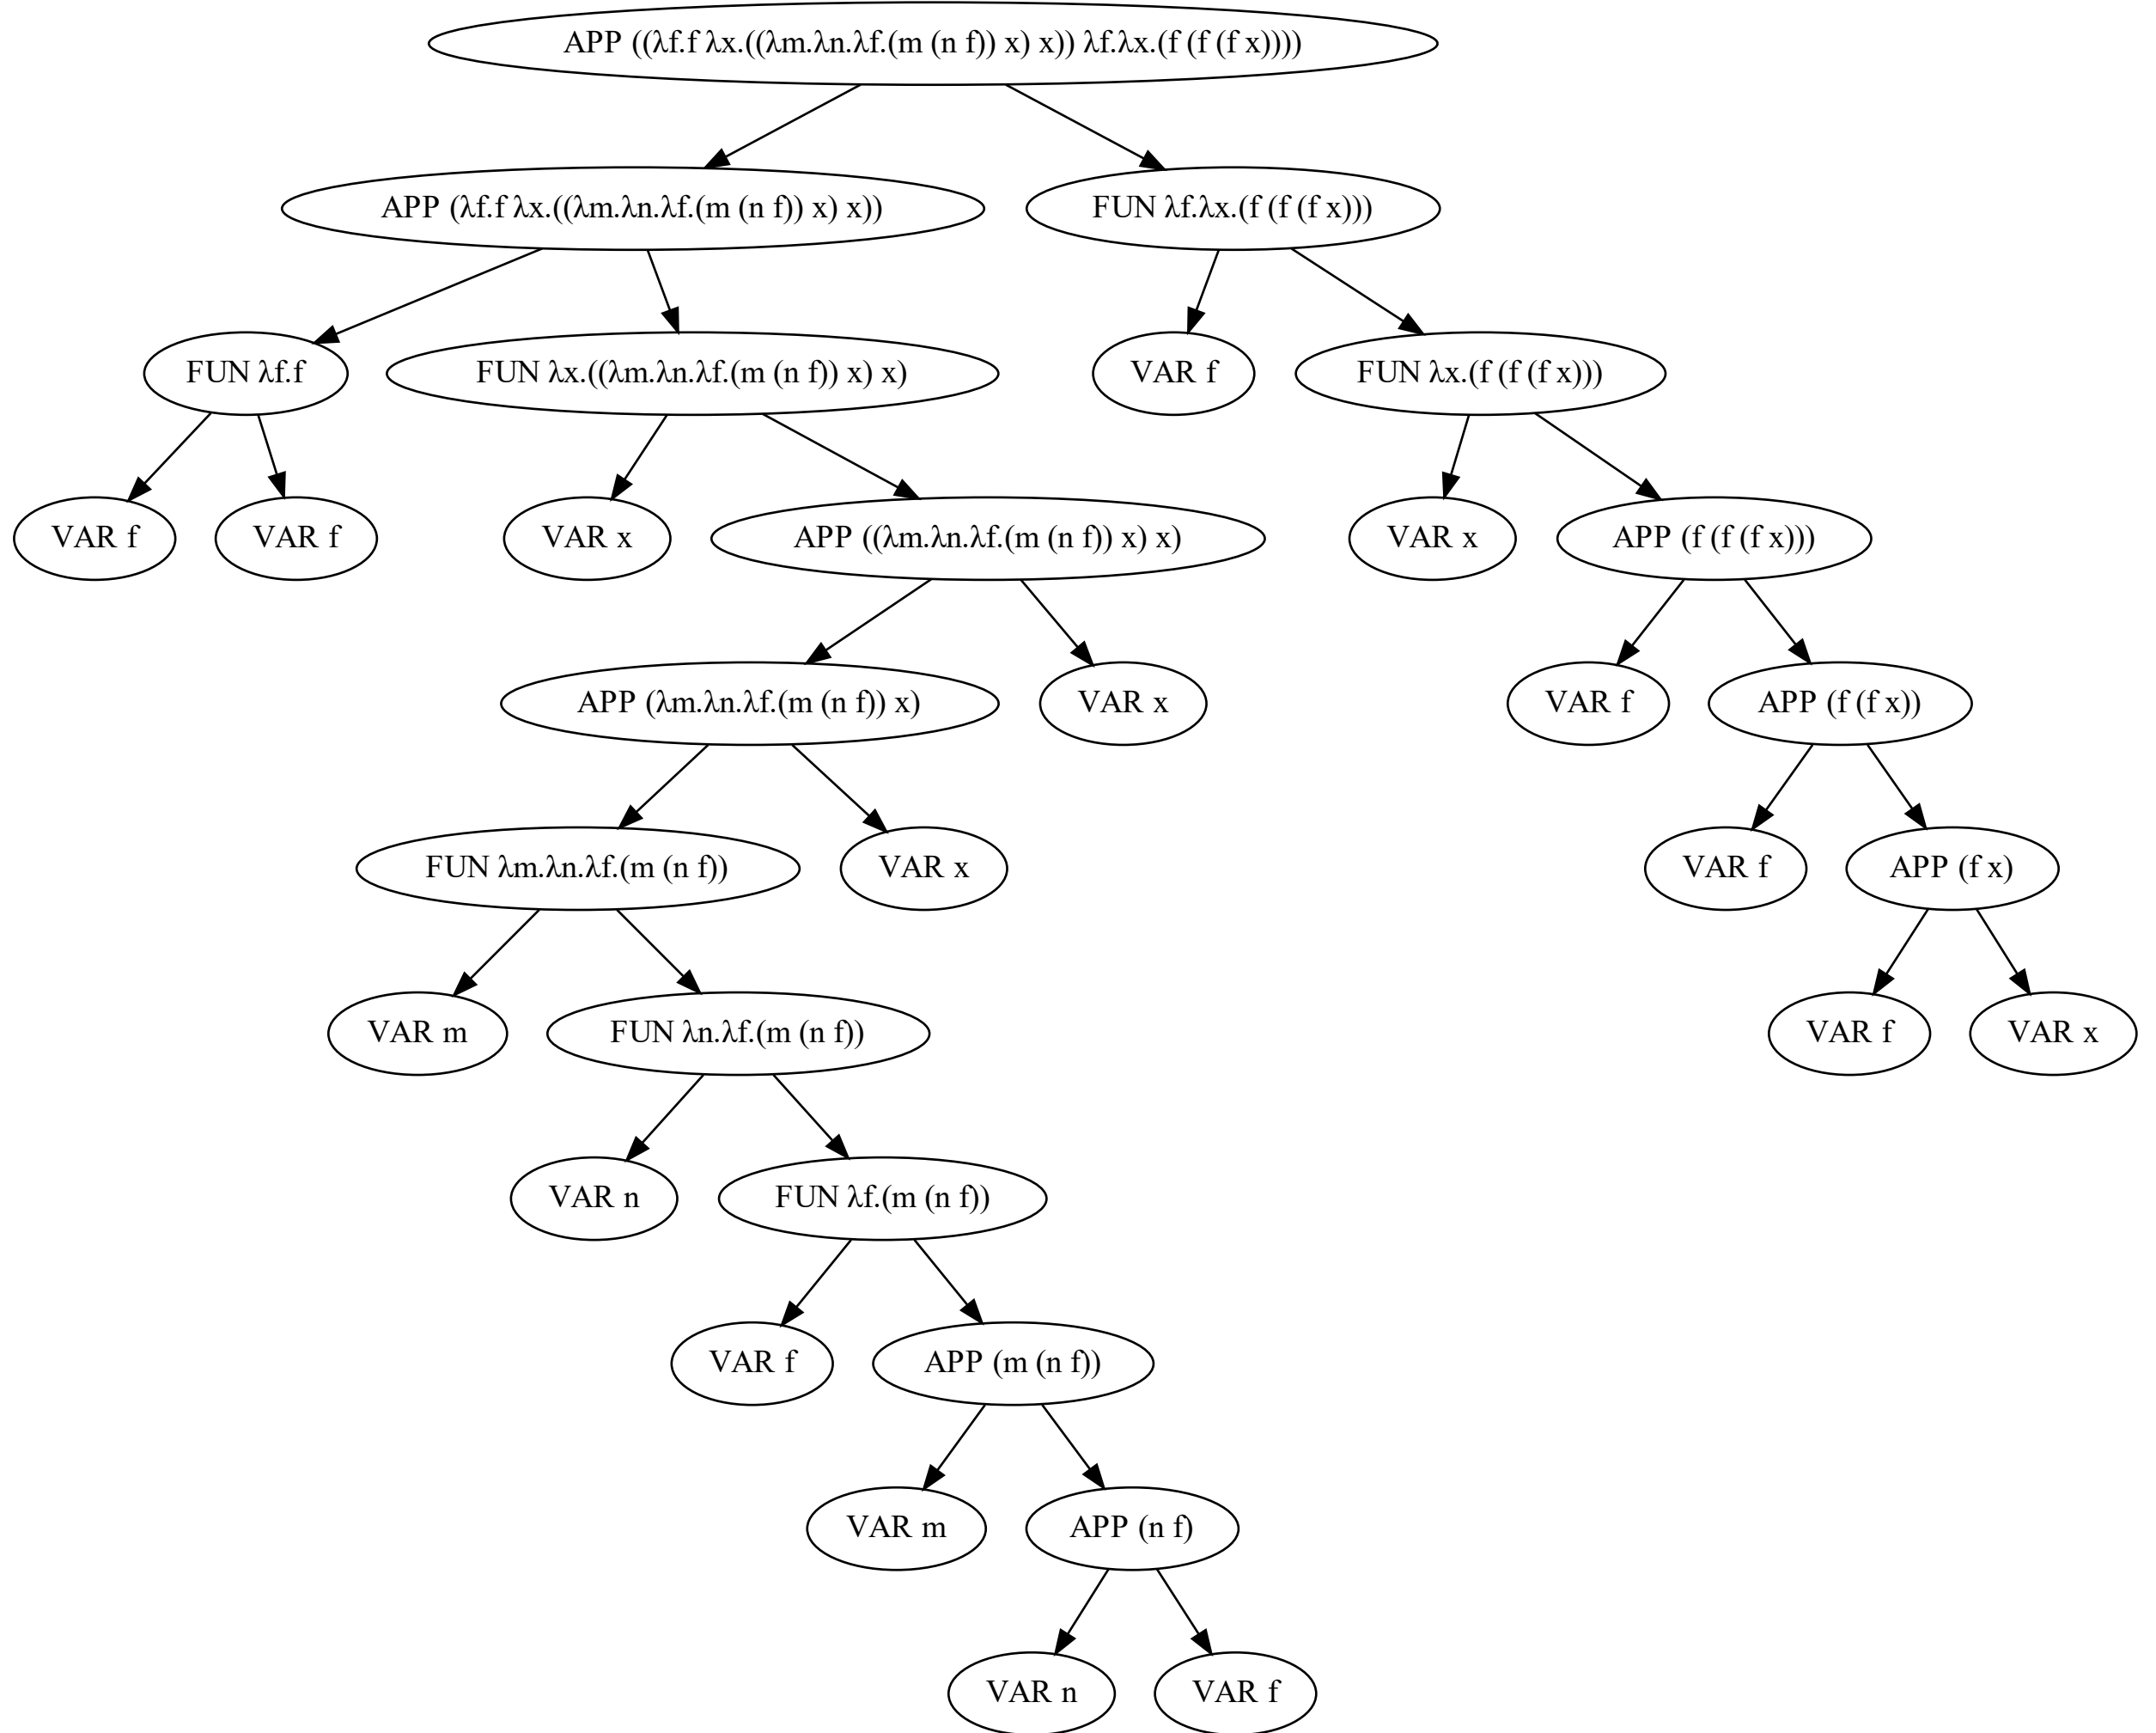 APP ((λf.f λx.((λm.λn.λf.(m (n f)) x) x)) λf.λx.(f (f (f x))))
APP (λf.f λx.((λm.λn.λf.(m (n f)) x) x))
FUN λf.λx.(f (f (f x)))
FUN λf.f
FUN λx.((λm.λn.λf.(m (n f)) x) x)
VAR f
FUN λx.(f (f (f x)))
VAR f
VAR f
VAR x
APP ((λm.λn.λf.(m (n f)) x) x)
VAR x
APP (f (f (f x)))
APP (λm.λn.λf.(m (n f)) x)
VAR x
VAR f
APP (f (f x))
FUN λm.λn.λf.(m (n f))
VAR x
VAR f
APP (f x)
VAR m
FUN λn.λf.(m (n f))
VAR f
VAR x
VAR n
FUN λf.(m (n f))
VAR f
APP (m (n f))
VAR m
APP (n f)
VAR n
VAR f